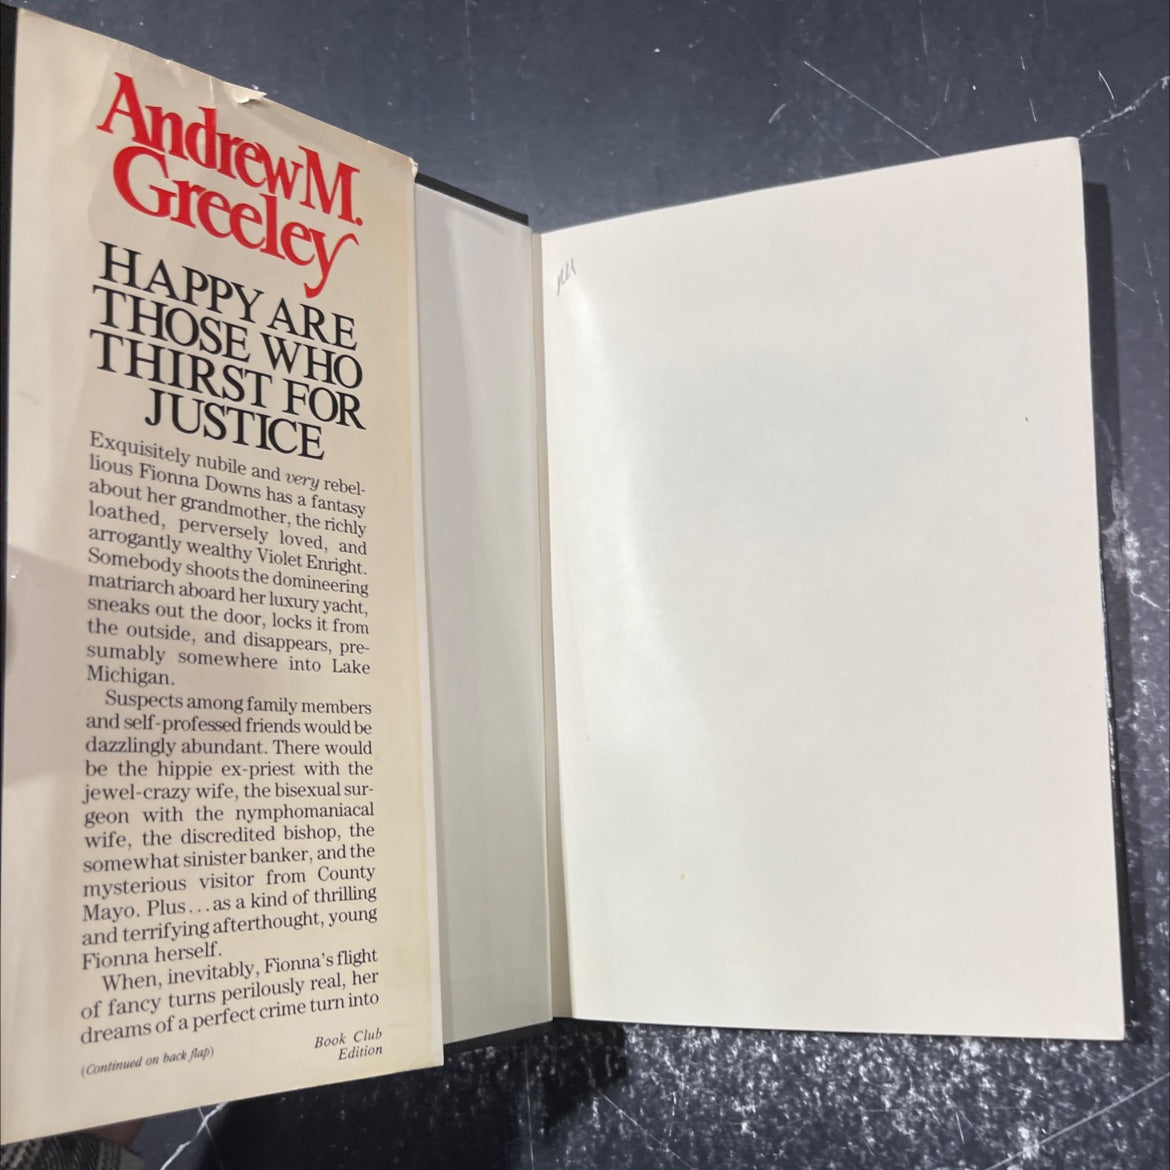 Andrew M.
Greeley
HAPPY ARE
THOSE WHO
THIRST FOR
JUSTICE
Exquisitely nubile and very rebel-
lious Fionna Downs has a fantasy
about her grandmother, the richly
loathed, perversely loved, and
arrogantly wealthy Violet Enright.
Somebody shoots the domineering
matriarch aboard her luxury yacht,
sneaks out the door, locks it from
the outside, and disappears, pre-
sumably somewhere into Lake
Michigan.
Suspects among family members
and self-professed friends would be
dazzlingly abundant. There would
be the hippie ex-priest with the
jewel-crazy wife, the bisexual sur-
geon with the nymphomaniacal
wife, the discredited bishop, the
somewhat sinister banker, and the
mysterious visitor from County
Mayo. Plus...as a kind of thrilling
and terrifying afterthought, young
Fionna herself.
When, inevitably, Fionna's flight
of fancy turns perilously real, her
dreams of a perfect crime turn into
(Continued on back flap)
Book Club
Edition